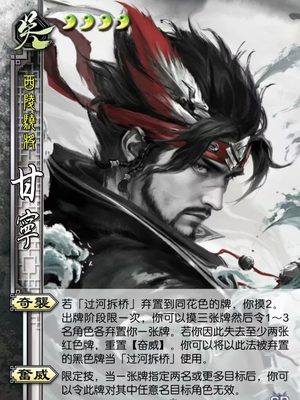 吳
西陵驍將
甘寧
奇襲
若「过河拆桥」弃置到同花色的牌，你摸2。
出牌阶段限一次，你可以摸三张牌然后令1～3
名角色各弃置你一张牌，若你因此失去至少两张
红色牌，重置【奋威】。你可以将以此法被弃置
的黑色牌当「过河拆桥」使用。
奮威
限定技，当一张牌指定两名或更多目标后，你可
以令此牌对其中任意名目标角色无效。